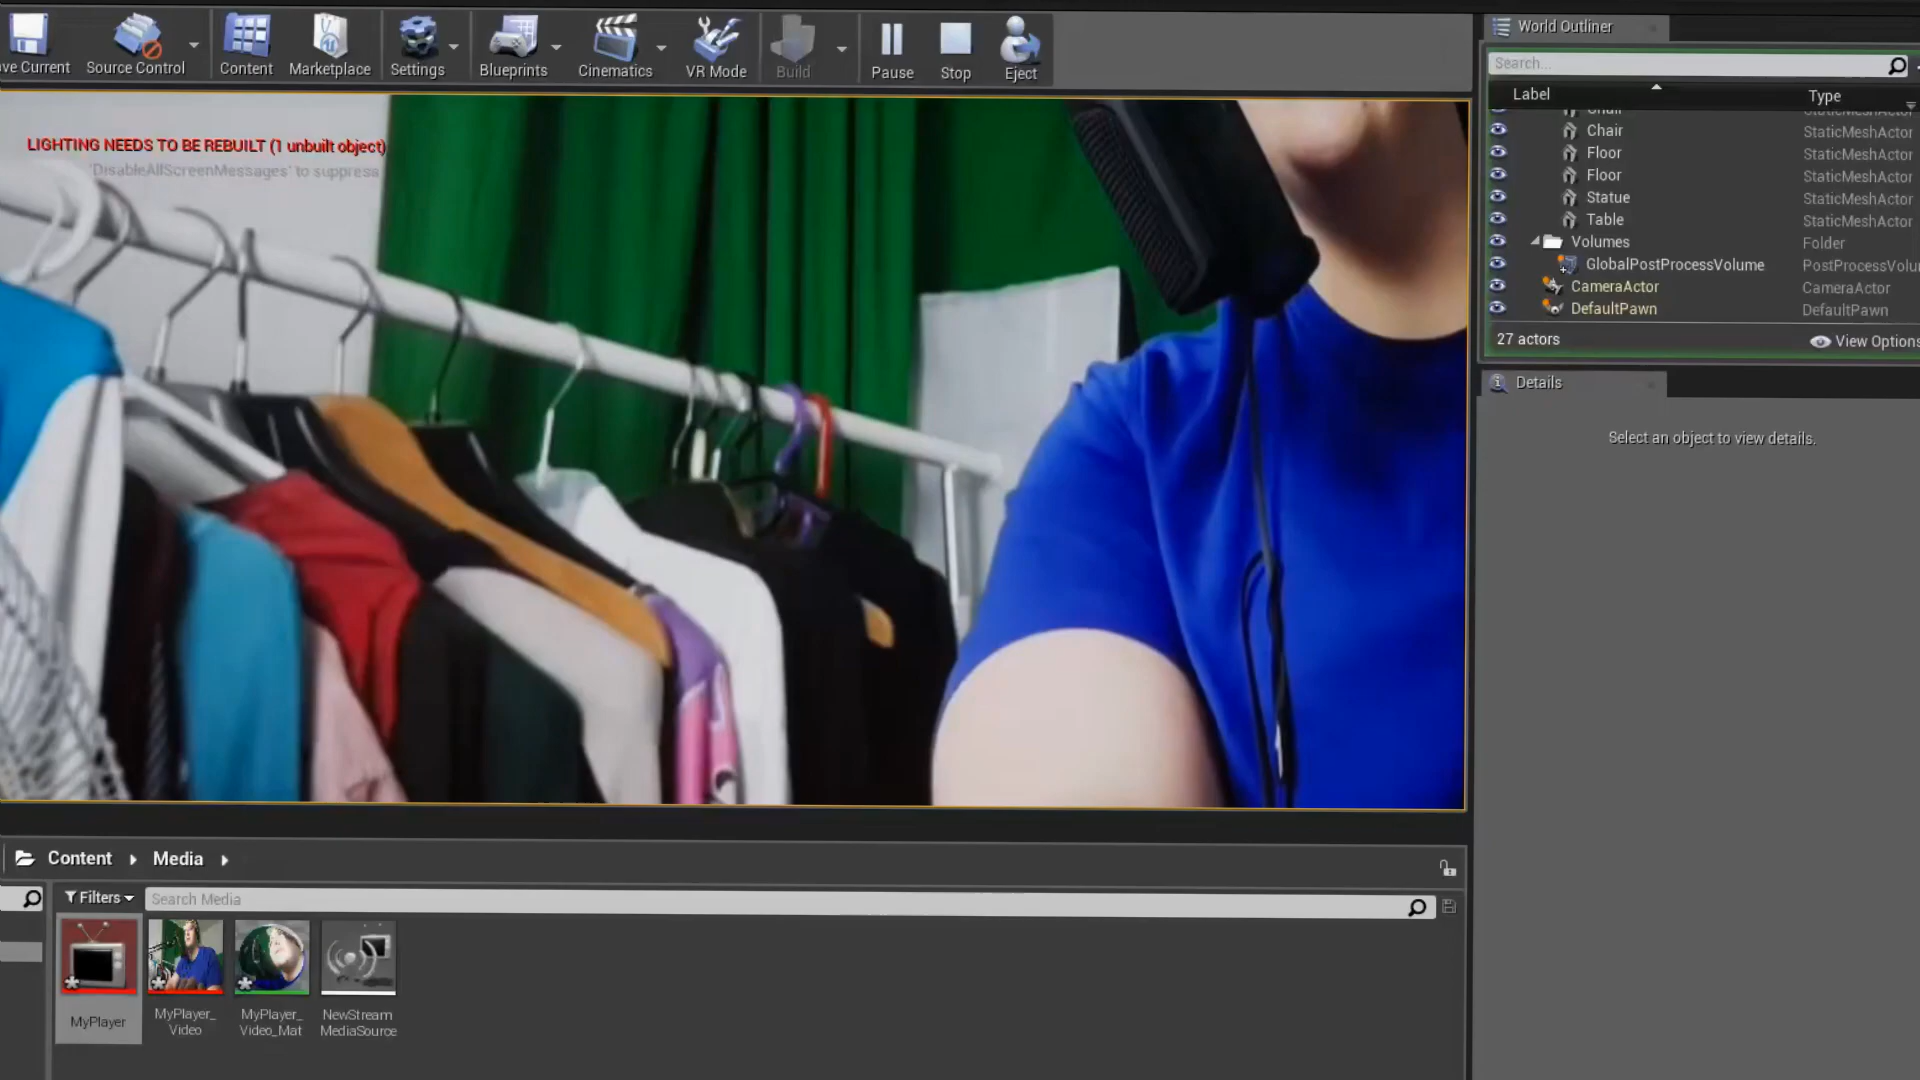 ve Current
Source Control
Content
Marketplace
Settings
Blueprints
Cinematics
VR Mode
Build
Pause
Stop
Eject
LIGHTING NEEDS TO BE REBUILT (1 unbuilt object)
'DisableAllScreenMessages' to suppress
World Outliner
Search...
Label
Type
Chair
StaticMeshActor
Chair
StaticMeshActor
Floor
StaticMeshActor
Floor
StaticMeshActor
Statue
StaticMeshActor
Table
StaticMeshActor
Volumes
Folder
GlobalPostProcessVolume
PostProcessVolu
CameraActor
CameraActor
DefaultPawn
DefaultPawn
27 actors
View Options
Details
Select an object to view details.
Content
Media
Filters
Search Media
MyPlayer
MyPlayer_
Video
MyPlayer_
Video_Mat
NewStream
MediaSource